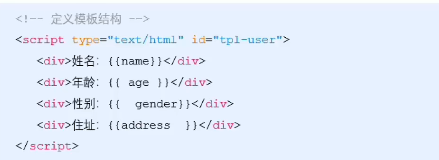 <!-- 定义模板结构 -->
<script type="text/html" id="tpl-user">
<div>姓名: {{name}}</div>
<div>年龄: {{ age }}</div>
<div>性别: {{  gender}}</div>
<div>住址: {{address  }}</div>
</script>